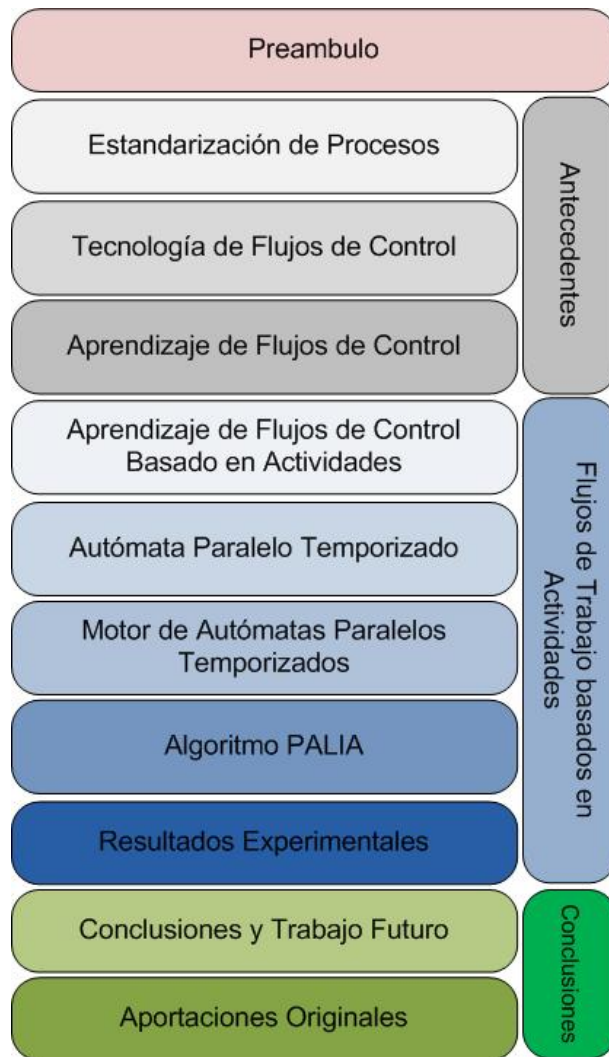 Preambulo
Estandarización de Procesos
Tecnología de Flujos de Control
Aprendizaje de Flujos de Control
Antecedentes
Aprendizaje de Flujos de Control
Basado en Actividades
Autómata Paralelo Temporizado
Motor de Autómatas Paralelos
Temporizados
Algoritmo PALIA
Resultados Experimentales
Flujos de Trabajo basados en
Actividades
Conclusiones y Trabajo Futuro
Aportaciones Originales
Conclusiones